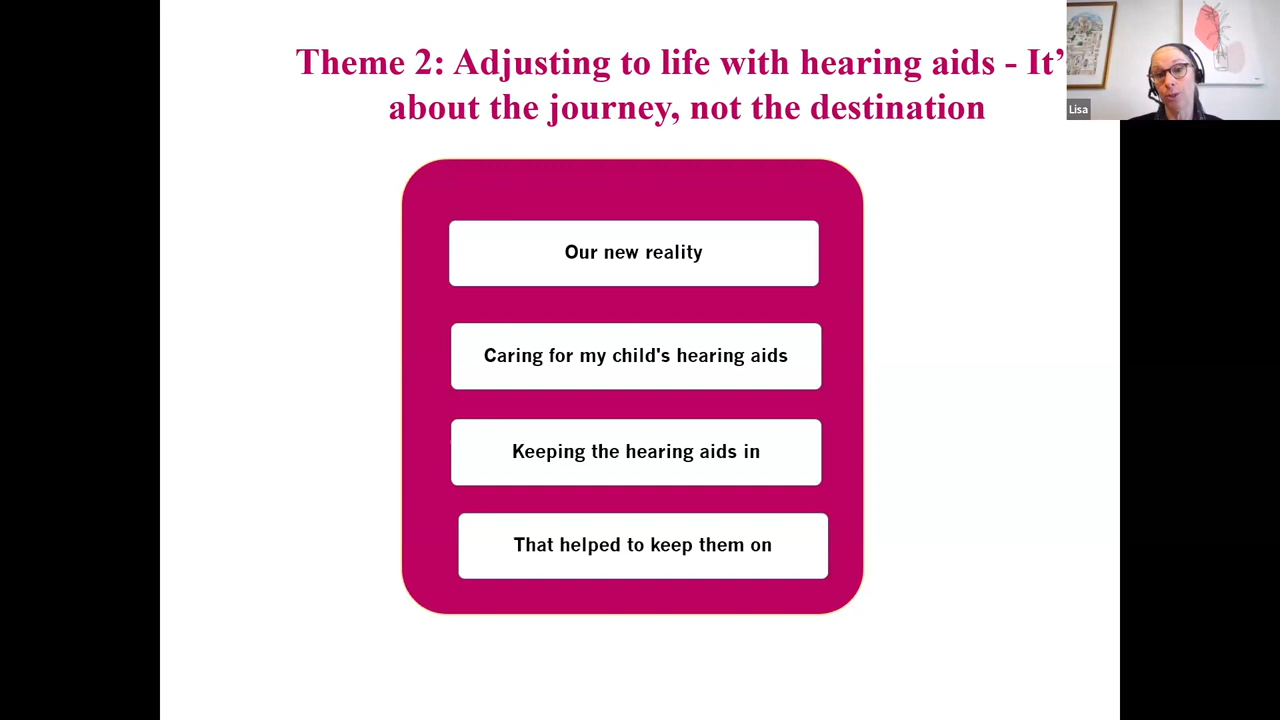 Theme 2: Adjusting to life with hearing aids - It’
about the journey, not the destination
Lisa
Our new reality
Caring for my child's hearing aids
Keeping the hearing aids in
That helped to keep them on